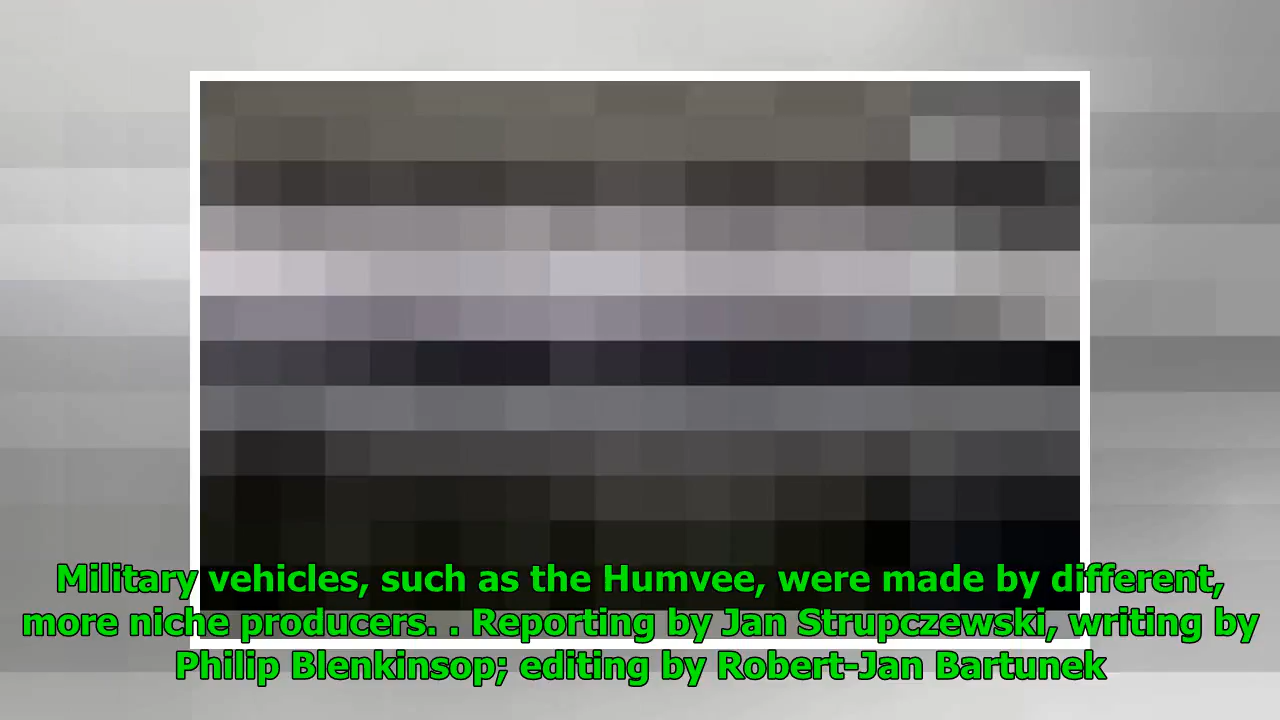 Military vehicles, such as the Humvee, were made by different,
more niche producers. . Reporting by Jan Strupczewski, writing by
Philip Blenkinsop; editing by Robert-Jan Bartunek